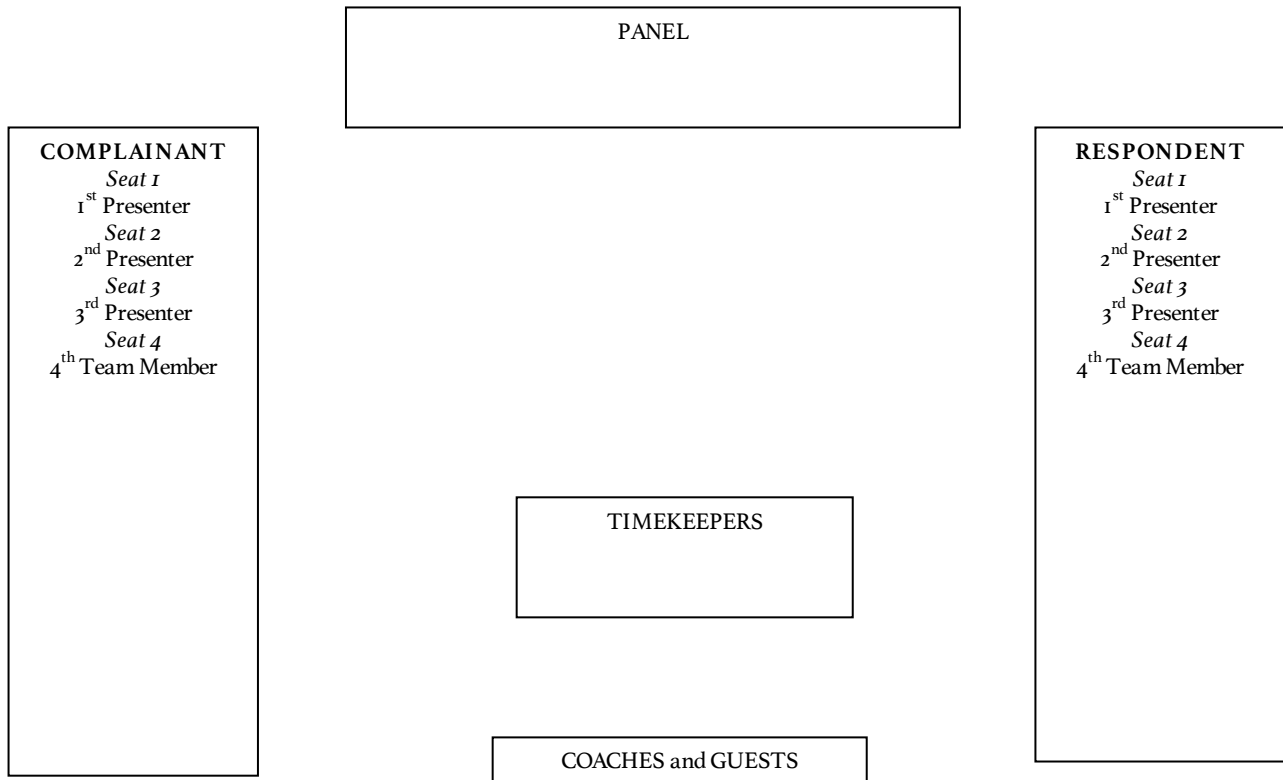 PANEL
COMPLAINANT
Seat 1
1st Presenter
Seat 2
2nd Presenter
Seat 3
3rd Presenter
Seat 4
4th Team Member
RESPONDENT
Seat 1
1st Presenter
Seat 2
2nd Presenter
Seat 3
3rd Presenter
Seat 4
4th Team Member
TIMEKEEPERS
COACHES and GUESTS